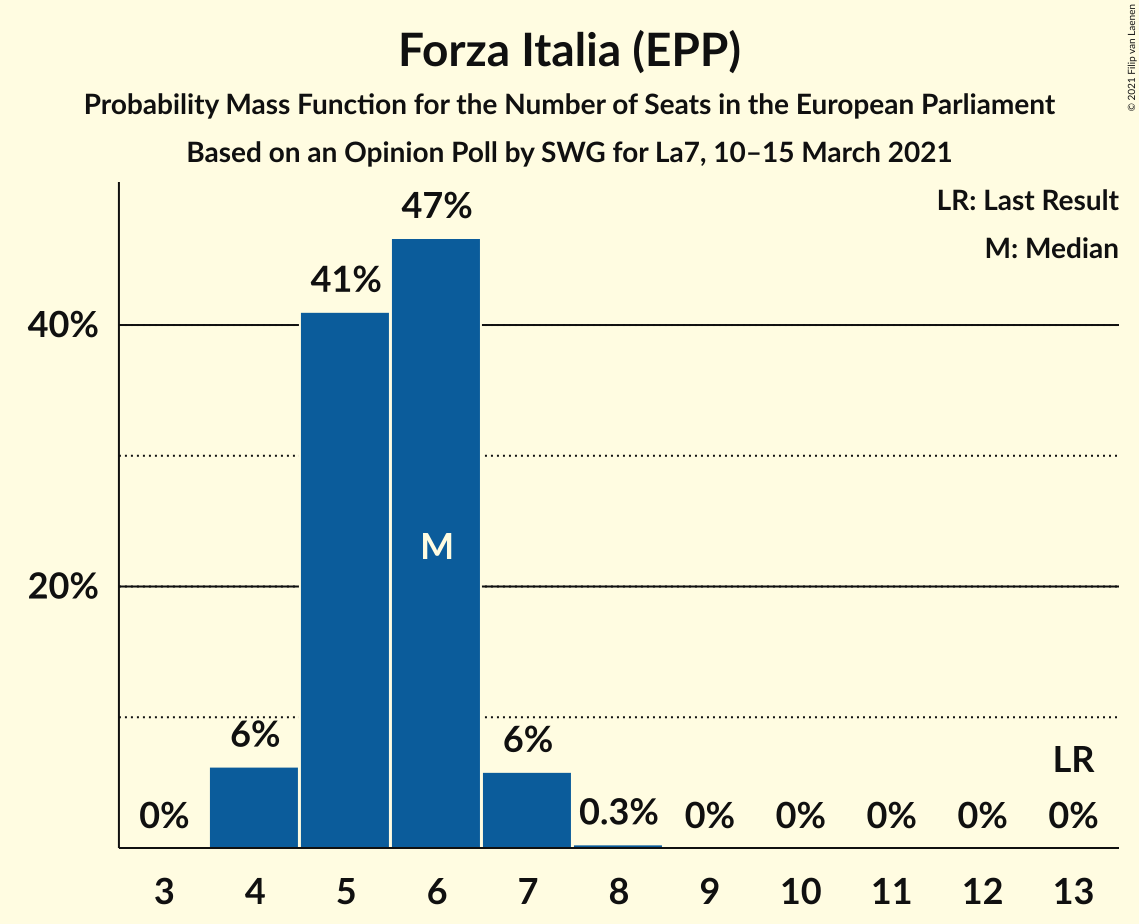 Forza Italia (EPP)
Probability Mass Function for the Number of Seats in the European Parliament
Based on an Opinion Poll by SWG for La7, 10–15 March 2021
© 2021 Filip van Laenen
LR: Last Result
M: Median
47%
41%
40%
M
20%
6%
6%
LR
0%
0.3%
0%
0%
0%
0%
0%
3 4 5 6 7 8 9 10 11 12 13